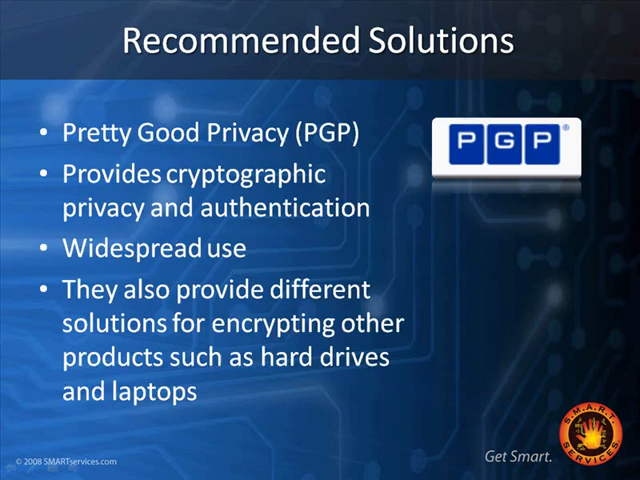 Recommended Solutions
• Pretty Good Privacy (PGP)
• Provides cryptographic
privacy and authentication
• Widespread use
• They also provide different
solutions for encrypting other
products such as hard drives
and laptops
PGP®
S.M.A.R.T.
SERVICES
Get Smart.
© 2008 SMARTservices.com